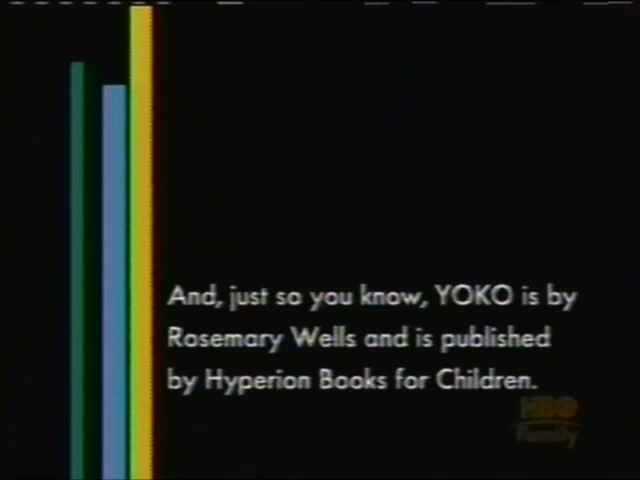 And, just so you know, YOKO is by
Rosemary Wells and is published
by Hyperion Books for Children.
HBO
Family